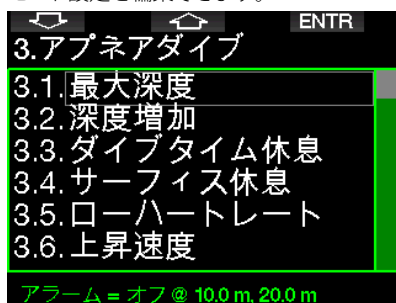 ENTR
3.アプネアダイブ
3.1.最大深度
3.2.深度増加
3.3.ダイブタイム休息
3.4.サーフィス休息
3.5.ローハートレート
3.6.上昇速度
アラーム = オフ @ 10.0 m, 20.0 m